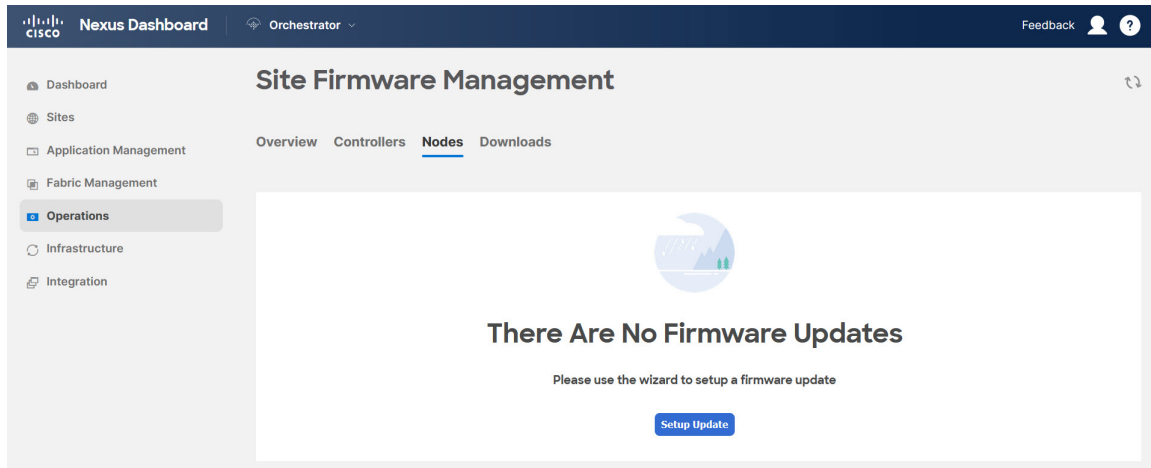 CISCO Nexus Dashboard Orchestrator Feedback ?
Site Firmware Management
Dashboard
Sites
Application Management
Fabric Management
Operations
Infrastructure
Integration
Overview Controllers Nodes Downloads
There Are No Firmware Updates
Please use the wizard to setup a firmware update
Setup Update